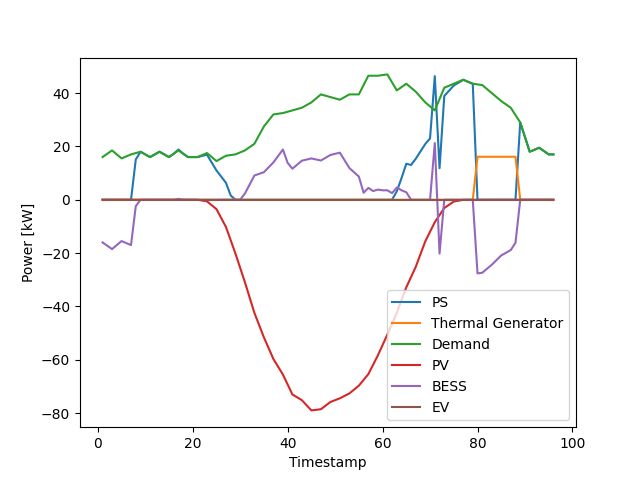 Power [kW]
40
20
0
−20
−40
−60
−80
0 20 40 60 80 100
Timestamp
PS
Thermal Generator
Demand
PV
BESS
EV